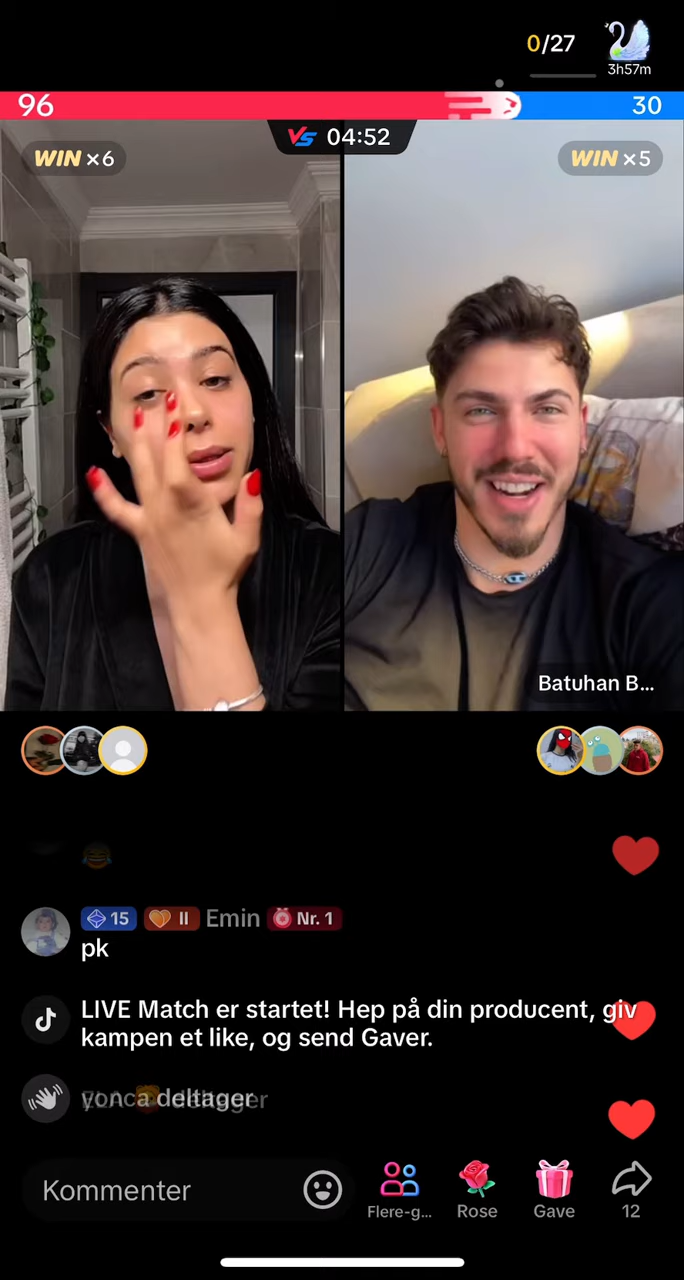 0/27
3h57m
96
30
VS 04:52
WIN ×6
WIN ×5
Batuhan B...
15 II Emin Nr. 1
pk
LIVE Match er startet! Hep på din producent, giv
kampen et like, og send Gaver.
yonca deltager
Kommenter
Flere-g...
Rose
Gave
12